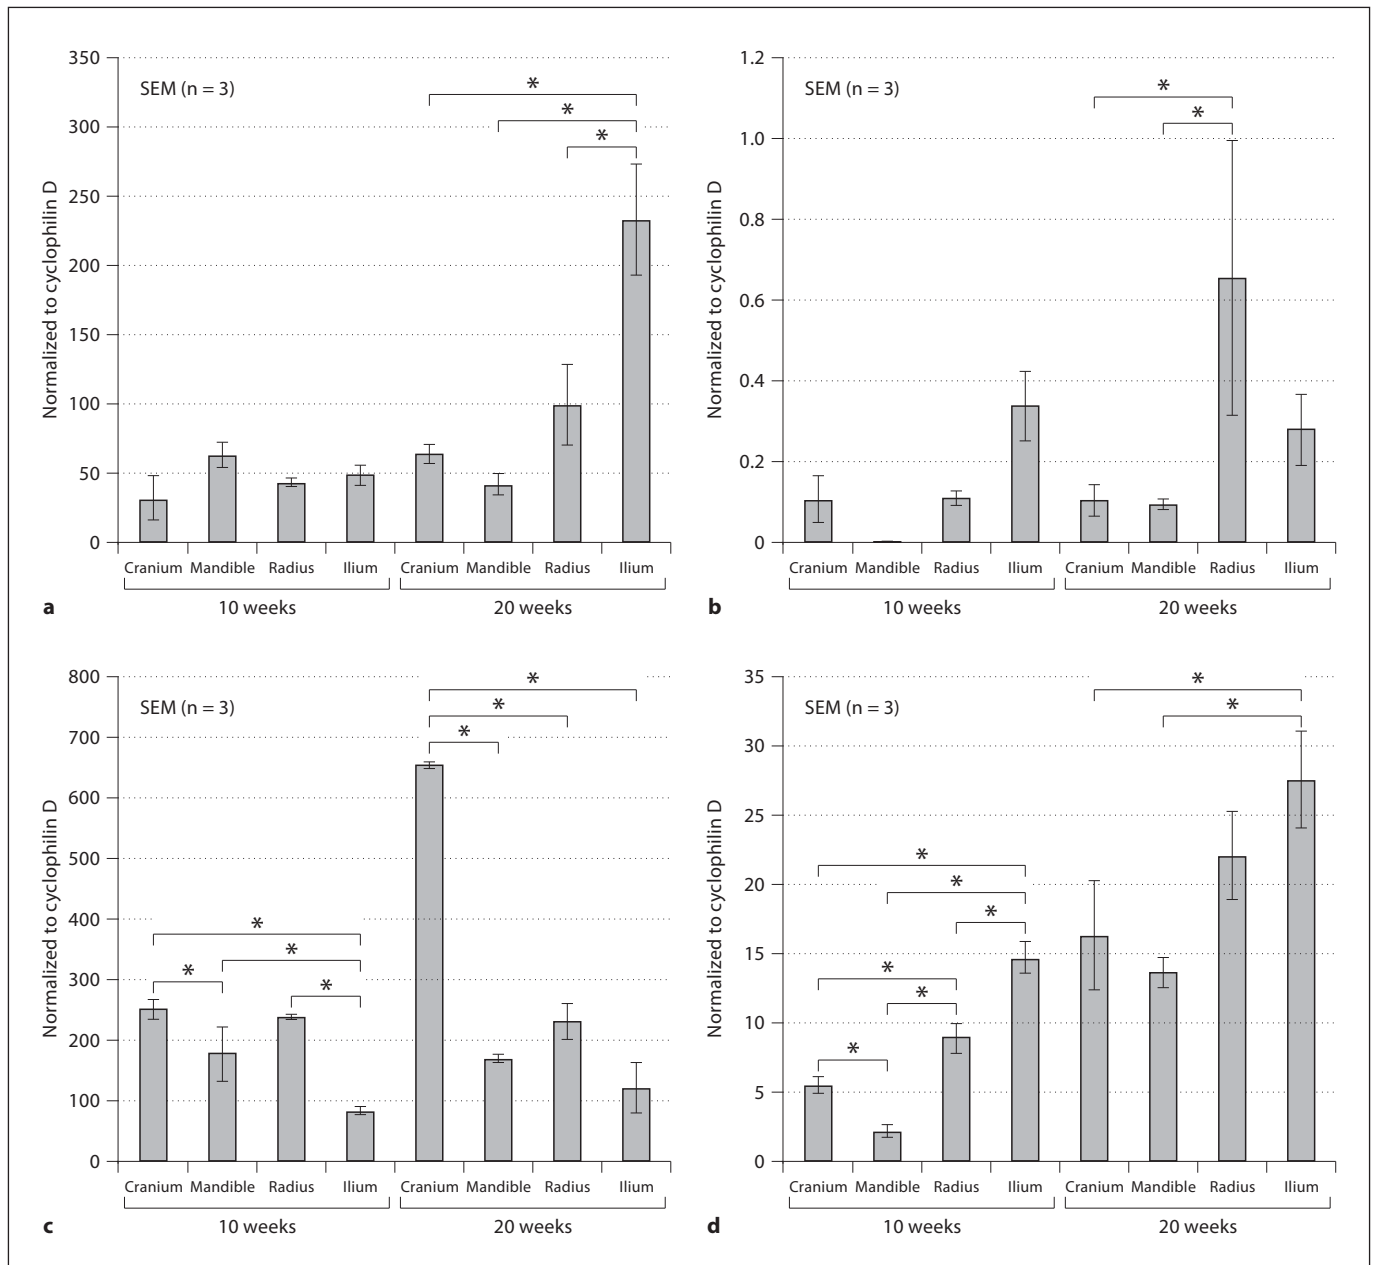 350
300
250
200
150
100
50
0
Normalized to cyclophilin D
SEM (n = 3)
*
*
*
Cranium Mandible Radius Ilium Cranium Mandible Radius Ilium
10 weeks 20 weeks
a
1.2
1.0
0.8
0.6
0.4
0.2
0
Normalized to cyclophilin D
SEM (n = 3)
*
*
Cranium Mandible Radius Ilium Cranium Mandible Radius Ilium
10 weeks 20 weeks
b
800
700
600
500
400
300
200
100
0
Normalized to cyclophilin D
SEM (n = 3)
*
*
*
*
*
*
*
Cranium Mandible Radius Ilium Cranium Mandible Radius Ilium
10 weeks 20 weeks
c
35
30
25
20
15
10
5
0
Normalized to cyclophilin D
SEM (n = 3)
*
*
*
*
*
*
*
*
Cranium Mandible Radius Ilium Cranium Mandible Radius Ilium
10 weeks 20 weeks
d